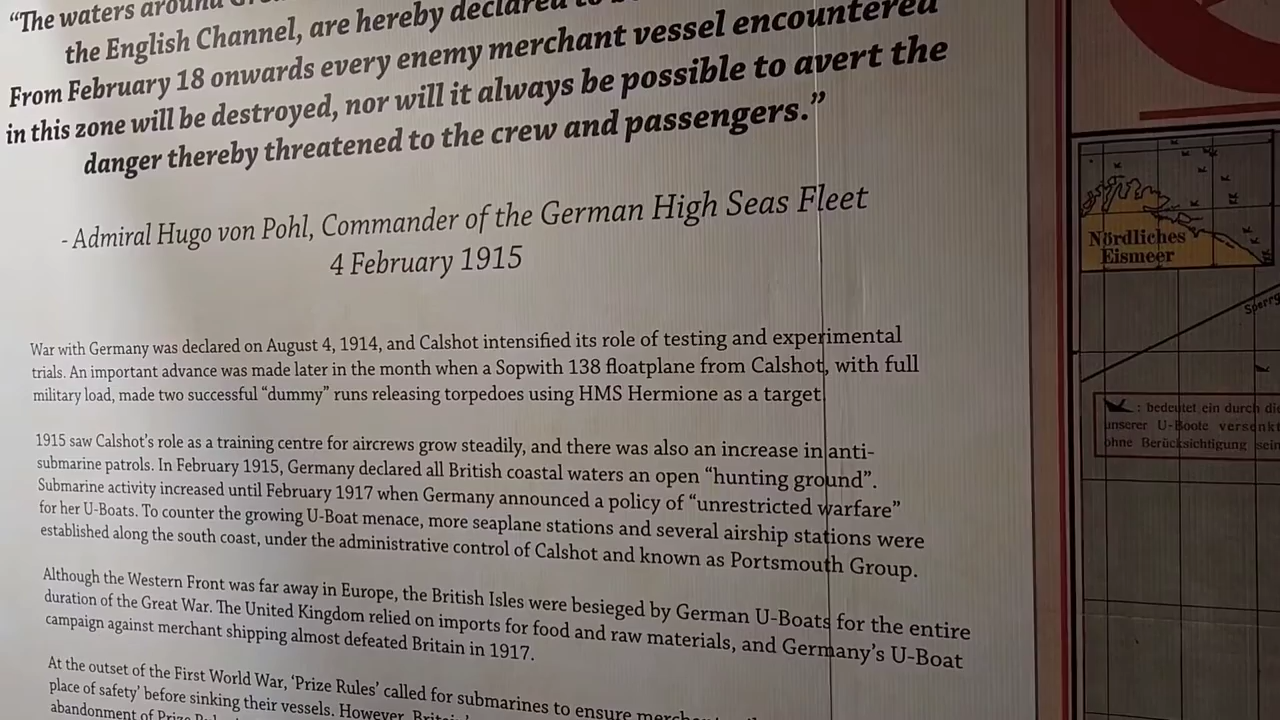 “The waters around
the English Channel, are hereby declared to
From February 18 onwards every enemy merchant vessel encountered
in this zone will be destroyed, nor will it always be possible to avert the
danger thereby threatened to the crew and passengers.”
- Admiral Hugo von Pohl, Commander of the German High Seas Fleet
4 February 1915
War with Germany was declared on August 4, 1914, and Calshot intensified its role of testing and experimental
trials. An important advance was made later in the month when a Sopwith 138 floatplane from Calshot, with full
military load, made two successful “dummy” runs releasing torpedoes using HMS Hermione as a target.
1915 saw Calshot's role as a training centre for aircrews grow steadily, and there was also an increase in anti-
submarine patrols. In February 1915, Germany declared all British coastal waters an open “hunting ground”.
Submarine activity increased until February 1917 when Germany announced a policy of “unrestricted warfare”
for her U-Boats. To counter the growing U-Boat menace, more seaplane stations and several airship stations were
established along the south coast, under the administrative control of Calshot and known as Portsmouth Group.
Although the Western Front was far away in Europe, the British Isles were besieged by German U-Boats for the entire
duration of the Great War. The United Kingdom relied on imports for food and raw materials, and Germany's U-Boat
campaign against merchant shipping almost defeated Britain in 1917.
At the outset of the First World War, ‘Prize Rules’ called for submarines to ensure
place of safety’ before sinking their vessels. However,
abandonment of Prize
Nördliches
Eismeer
: bedeutet ein durch
unserer U-Boote
ohne Berücksichtigung